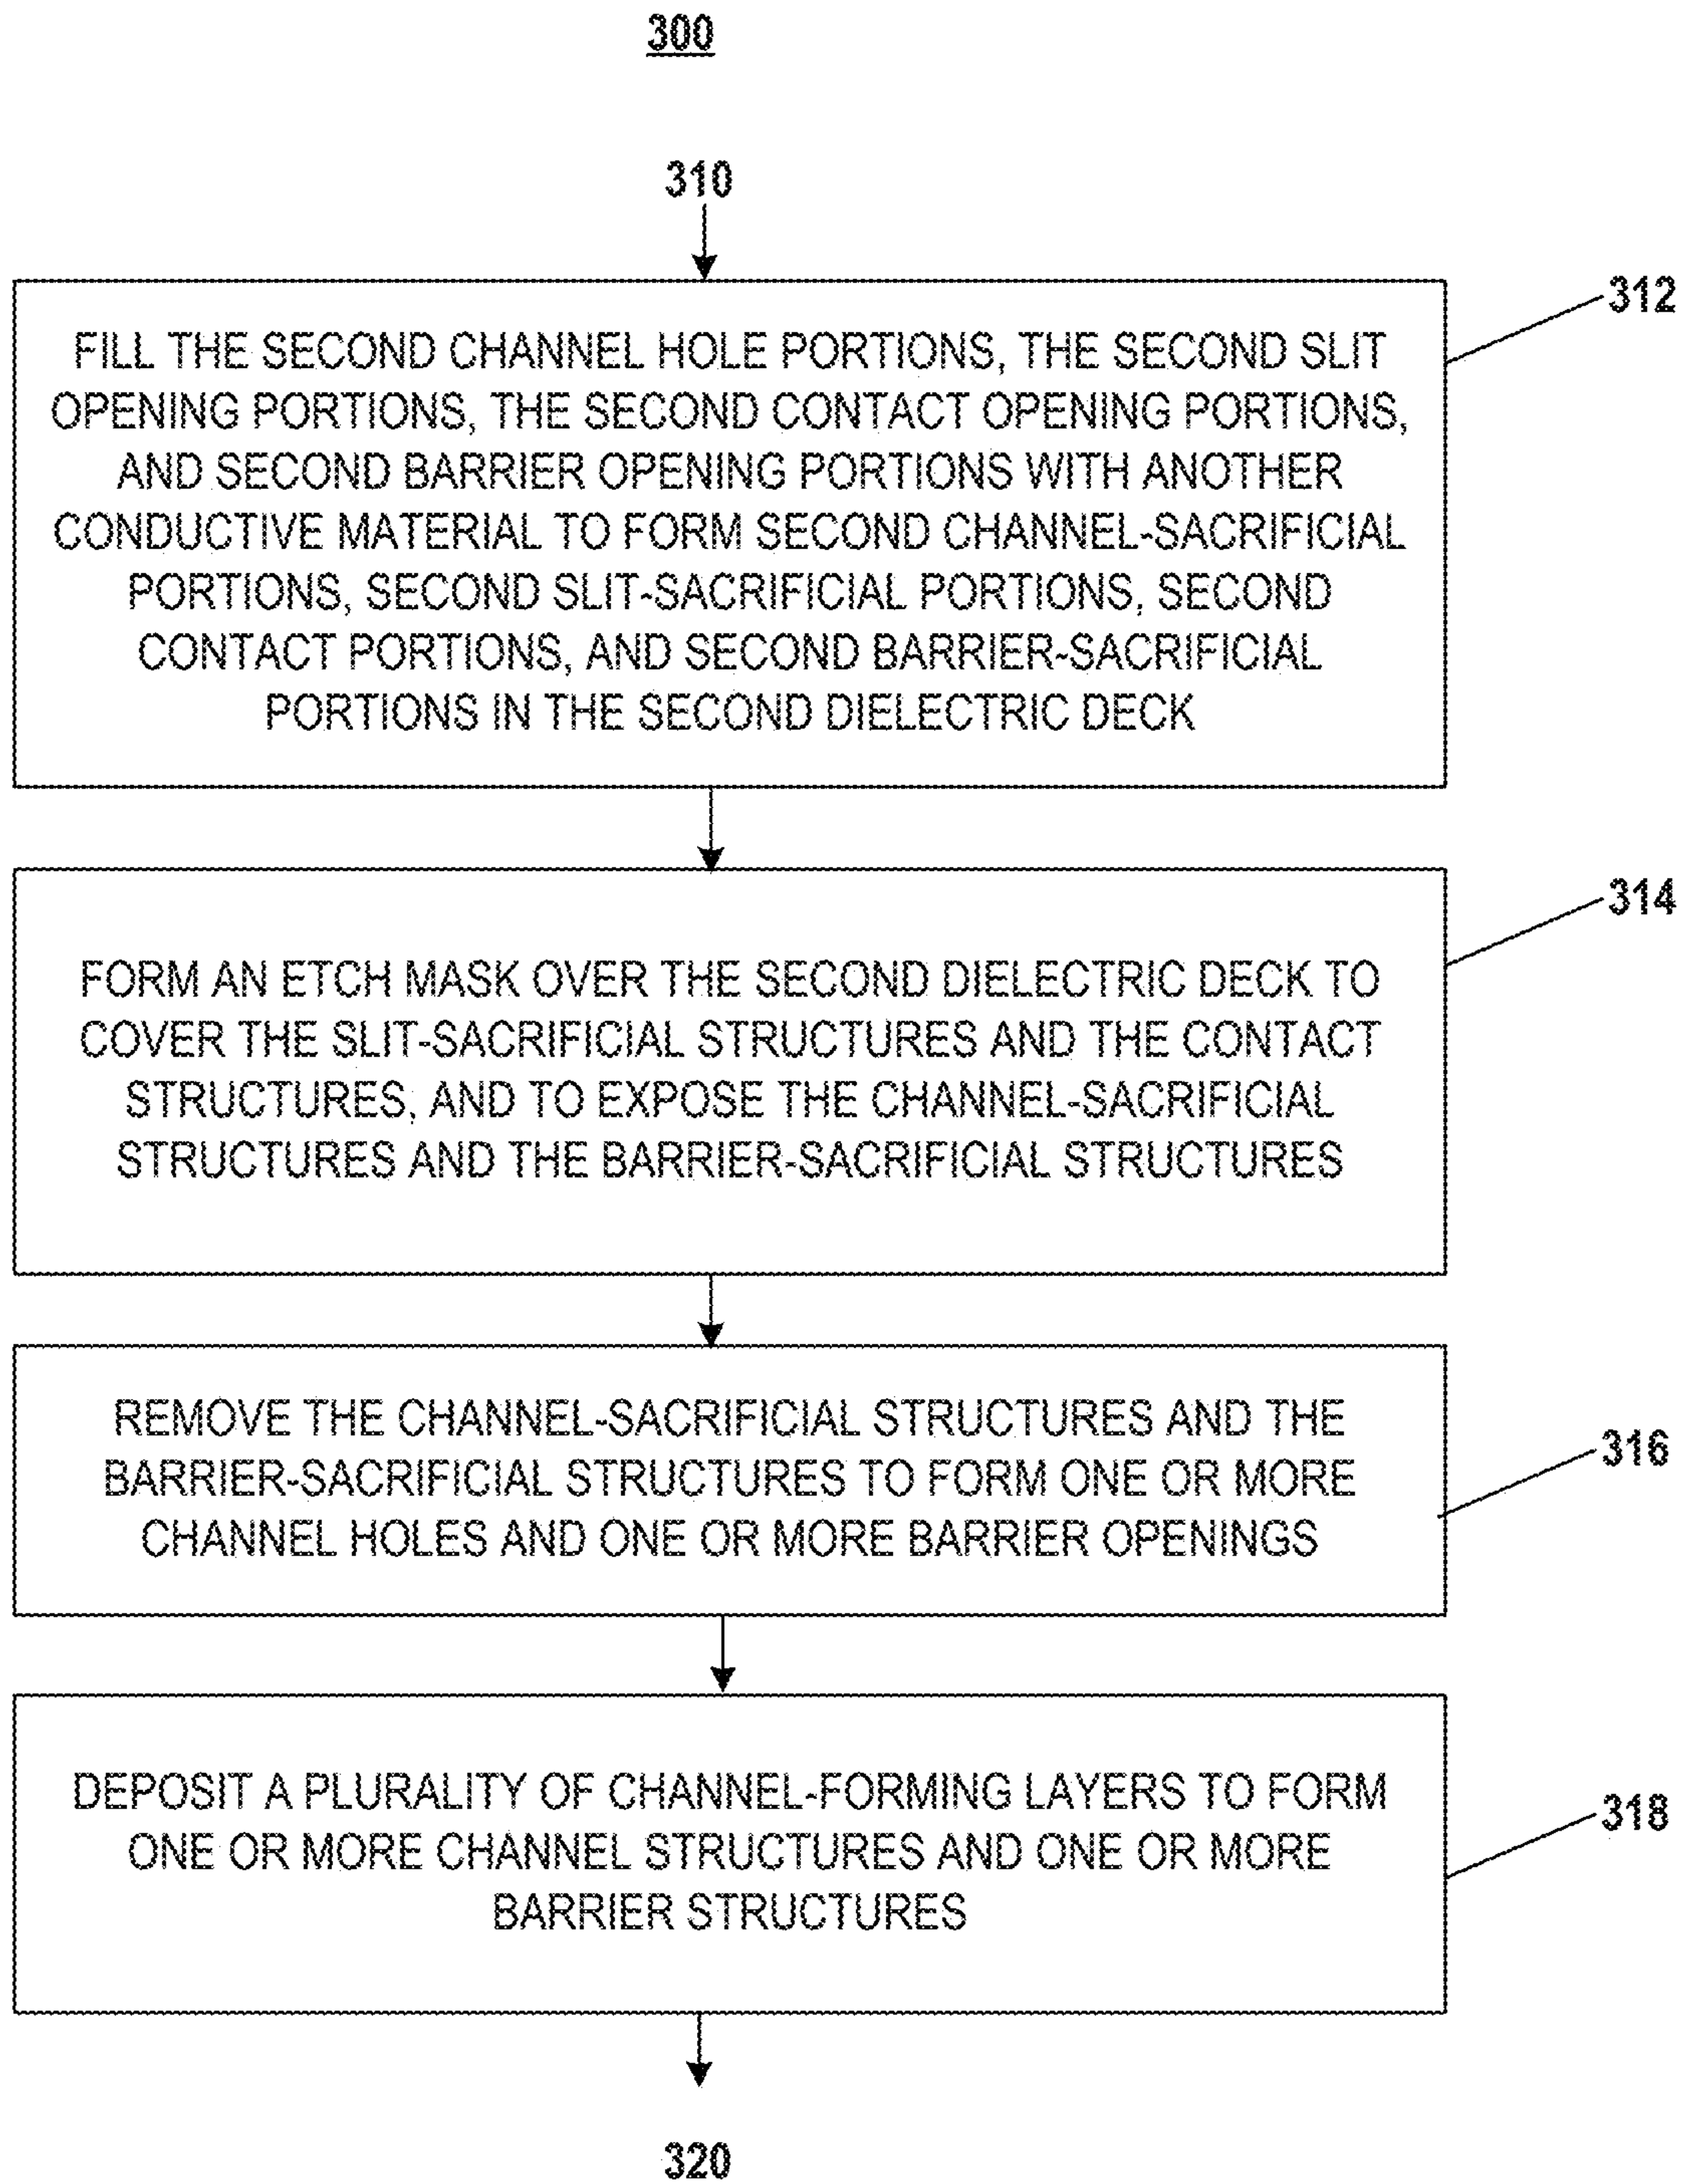 300
310
312
FILL THE SECOND CHANNEL HOLE PORTIONS, THE SECOND SLIT
OPENING PORTIONS, THE SECOND CONTACT OPENING PORTIONS,
AND SECOND BARRIER OPENING PORTIONS WITH ANOTHER
CONDUCTIVE MATERIAL TO FORM SECOND CHANNEL-SACRIFICIAL
PORTIONS, SECOND SLIT-SACRIFICIAL PORTIONS, SECOND
CONTACT PORTIONS, AND SECOND BARRIER-SACRIFICIAL
PORTIONS IN THE SECOND DIELECTRIC DECK
314
FORM AN ETCH MASK OVER THE SECOND DIELECTRIC DECK TO
COVER THE SLIT-SACRIFICIAL STRUCTURES AND THE CONTACT
STRUCTURES, AND TO EXPOSE THE CHANNEL-SACRIFICIAL
STRUCTURES AND THE BARRIER-SACRIFICIAL STRUCTURES
REMOVE THE CHANNEL-SACRIFICIAL STRUCTURES AND THE
316
BARRIER-SACRIFICIAL STRUCTURES TO FORM ONE OR MORE
CHANNEL HOLES AND ONE OR MORE BARRIER OPENINGS
DEPOSIT A PLURALITY OF CHANNEL-FORMING LAYERS TO FORM
318
ONE OR MORE CHANNEL STRUCTURES AND ONE OR MORE
BARRIER STRUCTURES
320